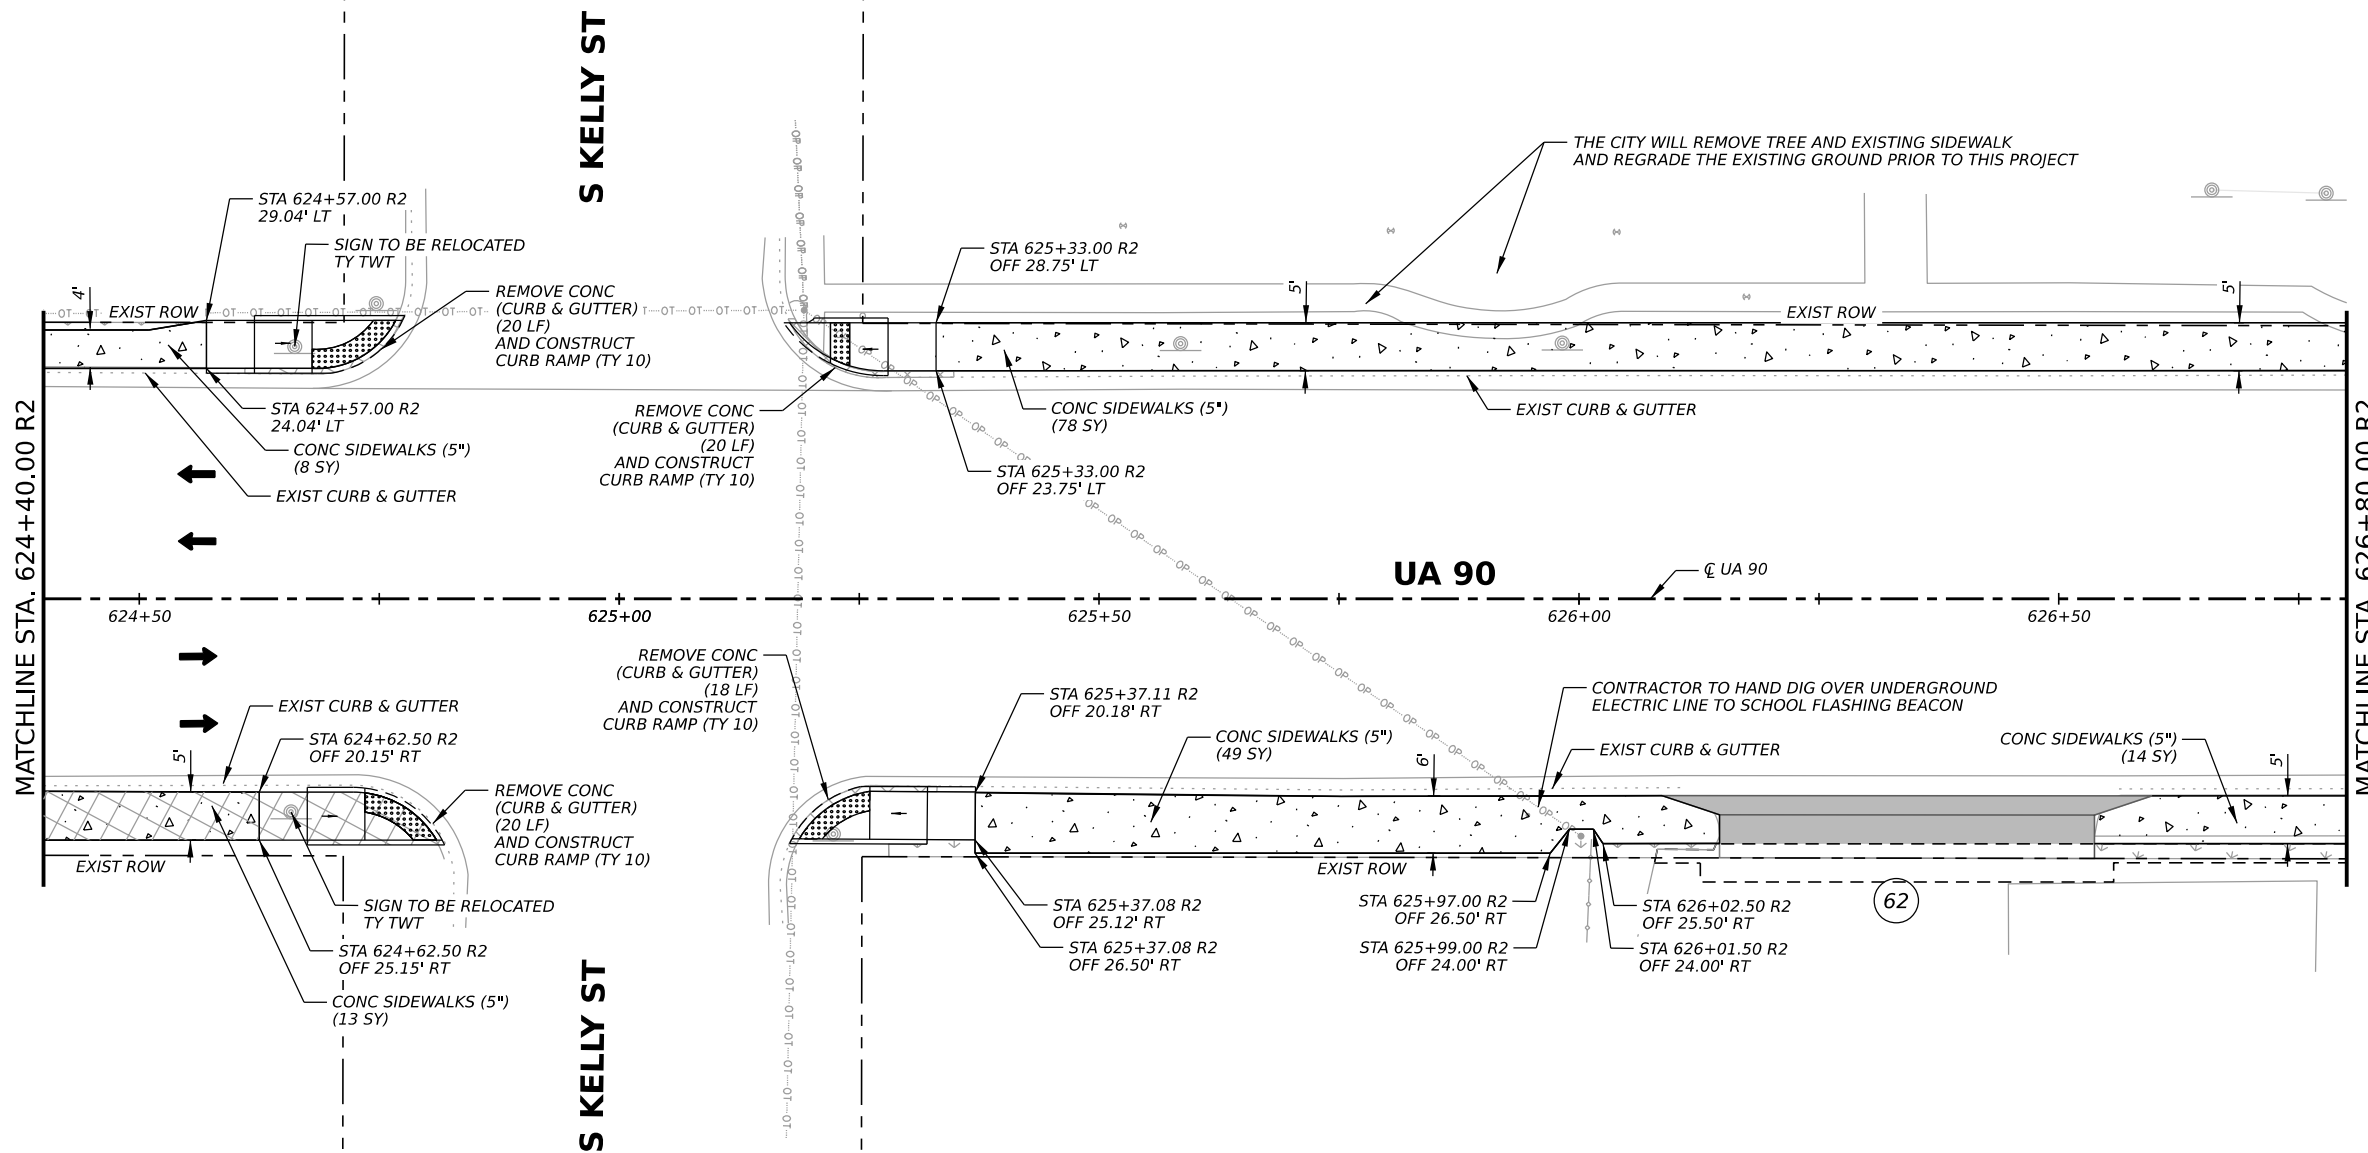 S KELLY ST
THE CITY WILL REMOVE TREE AND EXISTING SIDEWALK
AND REGRADE THE EXISTING GROUND PRIOR TO THIS PROJECT
STA 624+57.00 R2
29.04' LT
SIGN TO BE RELOCATED
TY TWT
STA 625+33.00 R2
OFF 28.75' LT
4'
EXIST ROW
REMOVE CONC
(CURB & GUTTER)
(20 LF)
AND CONSTRUCT
CURB RAMP (TY 10)
5'
EXIST ROW
5'
STA 624+57.00 R2
24.04' LT
CONC SIDEWALKS (5")
(8 SY)
EXIST CURB & GUTTER
REMOVE CONC
(CURB & GUTTER)
(20 LF)
AND CONSTRUCT
CURB RAMP (TY 10)
CONC SIDEWALKS (5")
(78 SY)
STA 625+33.00 R2
OFF 23.75' LT
EXIST CURB & GUTTER
MATCHLINE STA. 624+40.00 R2
MATCHLINE STA. 626+80.00 R2
UA 90
℄ UA 90
624+50
625+00
625+50
626+00
626+50
REMOVE CONC
(CURB & GUTTER)
(18 LF)
AND CONSTRUCT
CURB RAMP (TY 10)
STA 625+37.11 R2
OFF 20.18' RT
CONTRACTOR TO HAND DIG OVER UNDERGROUND
ELECTRIC LINE TO SCHOOL FLASHING BEACON
EXIST CURB & GUTTER
STA 624+62.50 R2
OFF 20.15' RT
5'
CONC SIDEWALKS (5")
(49 SY)
6'
EXIST CURB & GUTTER
CONC SIDEWALKS (5")
(14 SY)
5'
REMOVE CONC
(CURB & GUTTER)
(20 LF)
AND CONSTRUCT
CURB RAMP (TY 10)
EXIST ROW
EXIST ROW
SIGN TO BE RELOCATED
TY TWT
STA 624+62.50 R2
OFF 25.15' RT
CONC SIDEWALKS (5")
(13 SY)
STA 625+37.08 R2
OFF 25.12' RT
STA 625+37.08 R2
OFF 26.50' RT
STA 625+97.00 R2
OFF 26.50' RT
STA 625+99.00 R2
OFF 24.00' RT
STA 626+02.50 R2
OFF 25.50' RT
STA 626+01.50 R2
OFF 24.00' RT
62
S KELLY ST